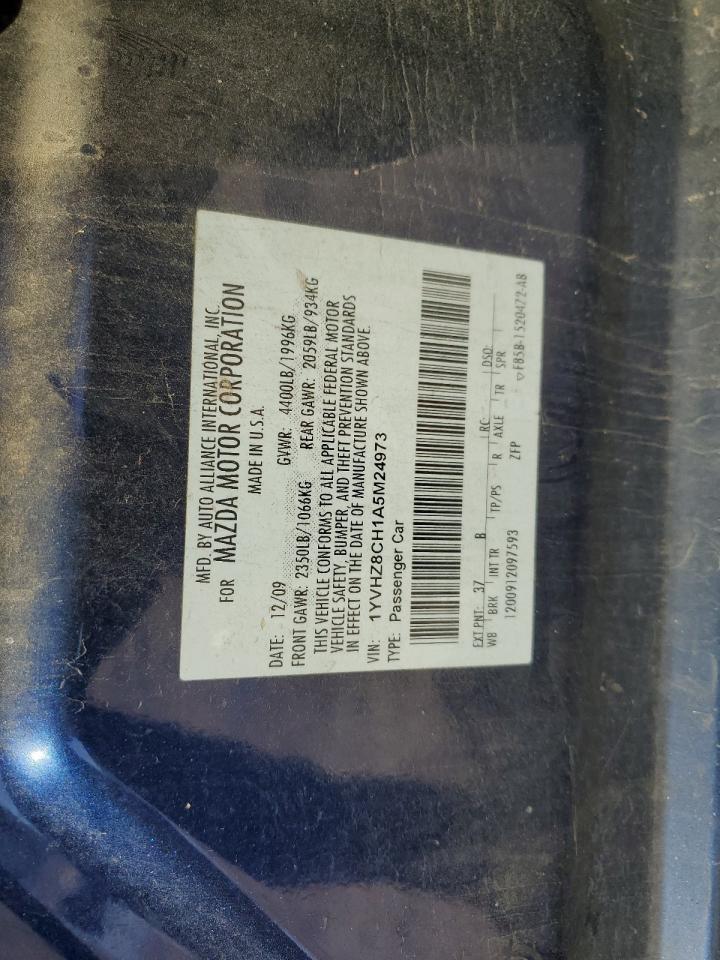 MFD. BY AUTO ALLIANCE INTERNATIONAL, INC.
FOR MAZDA MOTOR CORPORATION
MADE IN U.S.A.
DATE: 12/09 GVWR: 4400LB/1996KG
FRONT GAWR: 2350LB/1066KG REAR GAWR: 2059LB/934KG
THIS VEHICLE CONFORMS TO ALL APPLICABLE FEDERAL MOTOR
VEHICLE SAFETY, BUMPER, AND THEFT PREVENTION STANDARDS
IN EFFECT ON THE DATE OF MANUFACTURE SHOWN ABOVE.
VIN: 1YVHZ8CH1A5M24973
TYPE: Passenger Car
EXT PNT: 37 B RC: DSO:
WB BRK INT TR TP/PS R AXLE TR SPR
1200912097593 ZFP
F85B-1520472-AB